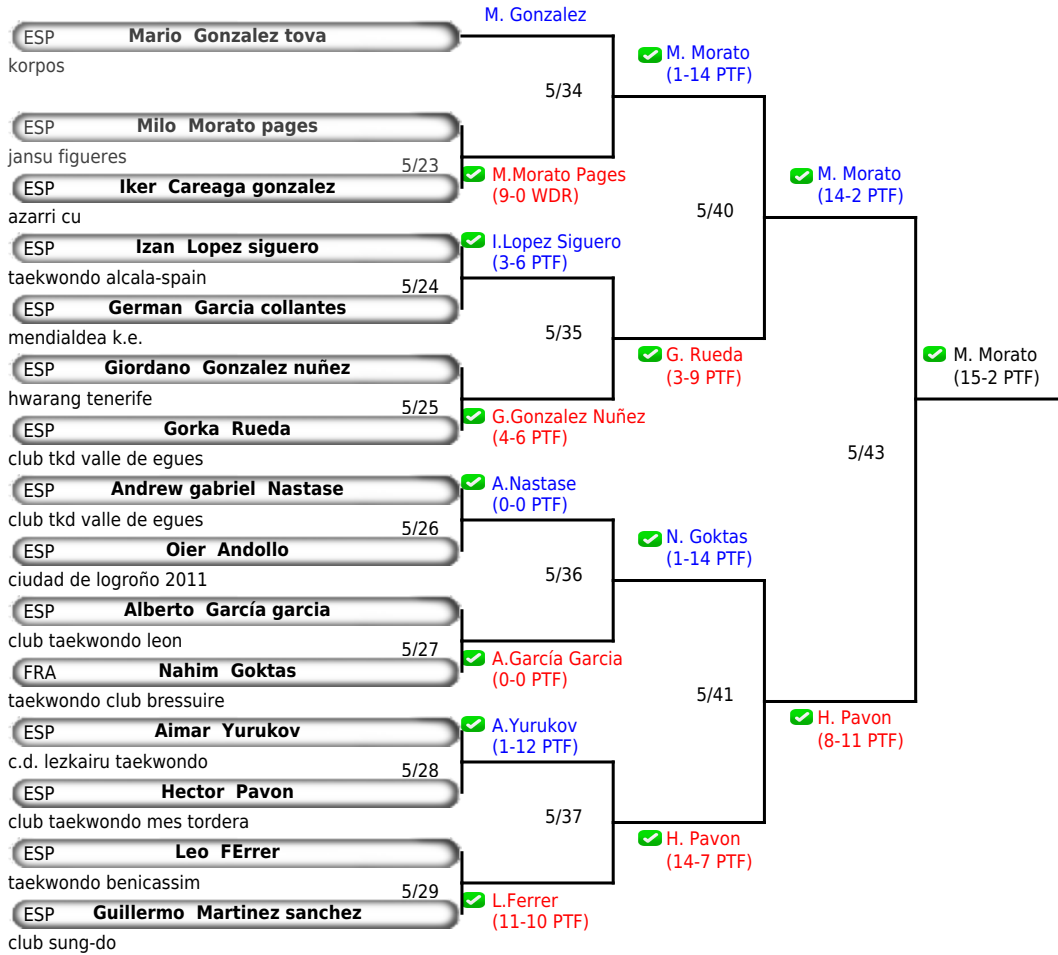 M. Gonzalez
ESP Mario Gonzalez tova
korpos
M. Morato
(1-14 PTF)
5/34
ESP Milo Morato pages
jansu figueres
5/23
M.Morato Pages
(9-0 WDR)
ESP Iker Careaga gonzalez
azarri cu
M. Morato
(14-2 PTF)
5/40
ESP Izan Lopez siguero
taekwondo alcala-spain
I.Lopez Siguero
(3-6 PTF)
5/24
ESP German Garcia collantes
mendialdea k.e.
5/35
ESP Giordano Gonzalez nuñez
hwarang tenerife
G. Rueda
(3-9 PTF)
M. Morato
(15-2 PTF)
5/25
G.Gonzalez Nuñez
(4-6 PTF)
ESP Gorka Rueda
club tkd valle de egues
5/43
ESP Andrew gabriel Nastase
club tkd valle de egues
A.Nastase
(0-0 PTF)
5/26
ESP Oier Andollo
ciudad de logroño 2011
N. Goktas
(1-14 PTF)
5/36
ESP Alberto García garcia
club taekwondo leon
5/27
A.García Garcia
(0-0 PTF)
FRA Nahim Goktas
taekwondo club bressuire
5/41
ESP Aimar Yurukov
c.d. lezkairu taekwondo
A.Yurukov
(1-12 PTF)
H. Pavon
(8-11 PTF)
5/28
ESP Hector Pavon
club taekwondo mes tordera
5/37
ESP Leo FErrer
taekwondo benicassim
H. Pavon
(14-7 PTF)
5/29
L.Ferrer
(11-10 PTF)
ESP Guillermo Martinez sanchez
club sung-do